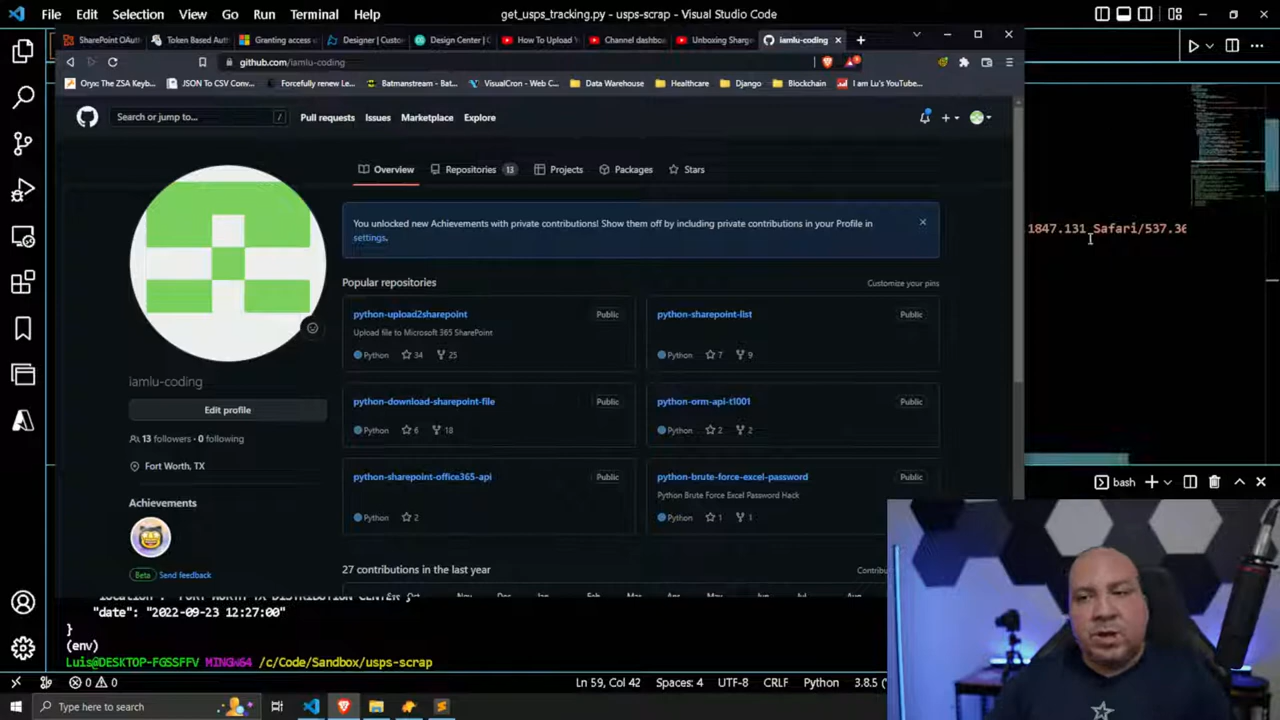 File Edit Selection View Go Run Terminal Help
get_usps_tracking.py - usps-scrap - Visual Studio Code
SharePoint OAut
Token Based Aut
Granting access v
Designer | Custo
Design Center | C
How To Upload Y
Channel dashboa
Unboxing Sharge
iamlu-coding
github.com/iamlu-coding
Oryx: The ZSA Keyb...
JSON To CSV Conv...
Forcefully renew Le...
Batmanstream - Bat...
VisualCron - Web C...
Data Warehouse
Healthcare
Django
Blockchain
I am Lu's YouTube...
Search or jump to...
/
Pull requests
Issues
Marketplace
Explore
Overview
Repositories
Projects
Packages
Stars
You unlocked new Achievements with private contributions! Show them off by including private contributions in your Profile in
settings.
.1847.131 Safari/537.36
Popular repositories
Customize your pins
python-upload2sharepoint
Public
Upload file to Microsoft 365 SharePoint
Python 34 25
python-sharepoint-list
Public
Python 7 9
python-download-sharepoint-file
Public
Python 6 18
python-orm-api-t1001
Public
Python 2 2
python-sharepoint-office365-api
Public
Python 2
python-brute-force-excel-password
Public
Python Brute Force Excel Password Hack
Python 1 1
iamlu-coding
Edit profile
13 followers · 0 following
Fort Worth, TX
Achievements
Beta Send feedback
27 contributions in the last year
bash
"date": "2022-09-23 12:27:00"
}
(env)
Luis@DESKTOP-FGSSFFV MINGW64 /c/Code/Sandbox/usps-scrap
0 0
Ln 59, Col 42
Spaces: 4
UTF-8
CRLF
Python
3.8.5 (
Type here to search